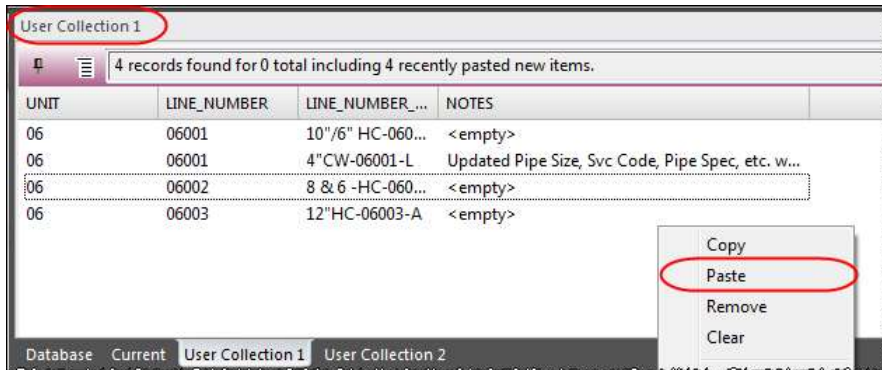 User Collection 1
4 records found for 0 total including 4 recently pasted new items.
UNIT LINE_NUMBER LINE_NUMBER_... NOTES
06 06001 10"/6" HC-060... <empty>
06 06001 4"CW-06001-L Updated Pipe Size, Svc Code, Pipe Spec, etc. w...
06 06002 8 & 6 -HC-060... <empty>
06 06003 12"HC-06003-A <empty>
Copy
Paste
Remove
Clear
Database Current User Collection 1 User Collection 2